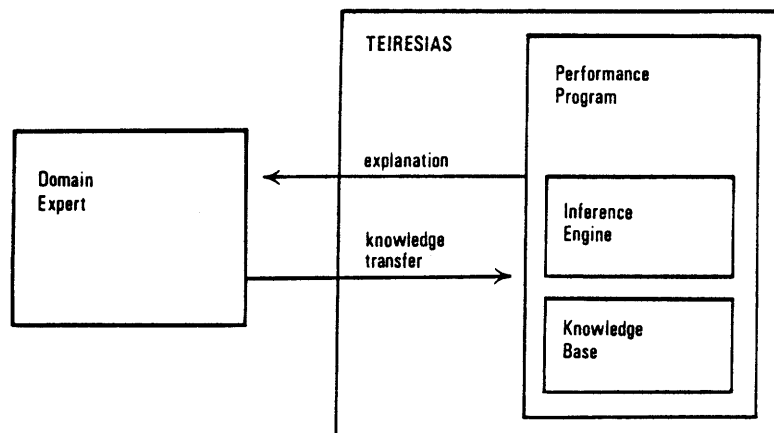 TEIRESIAS
Performance
Program
explanation
Domain
Expert
Inference
Engine
knowledge
transfer
Knowledge
Base